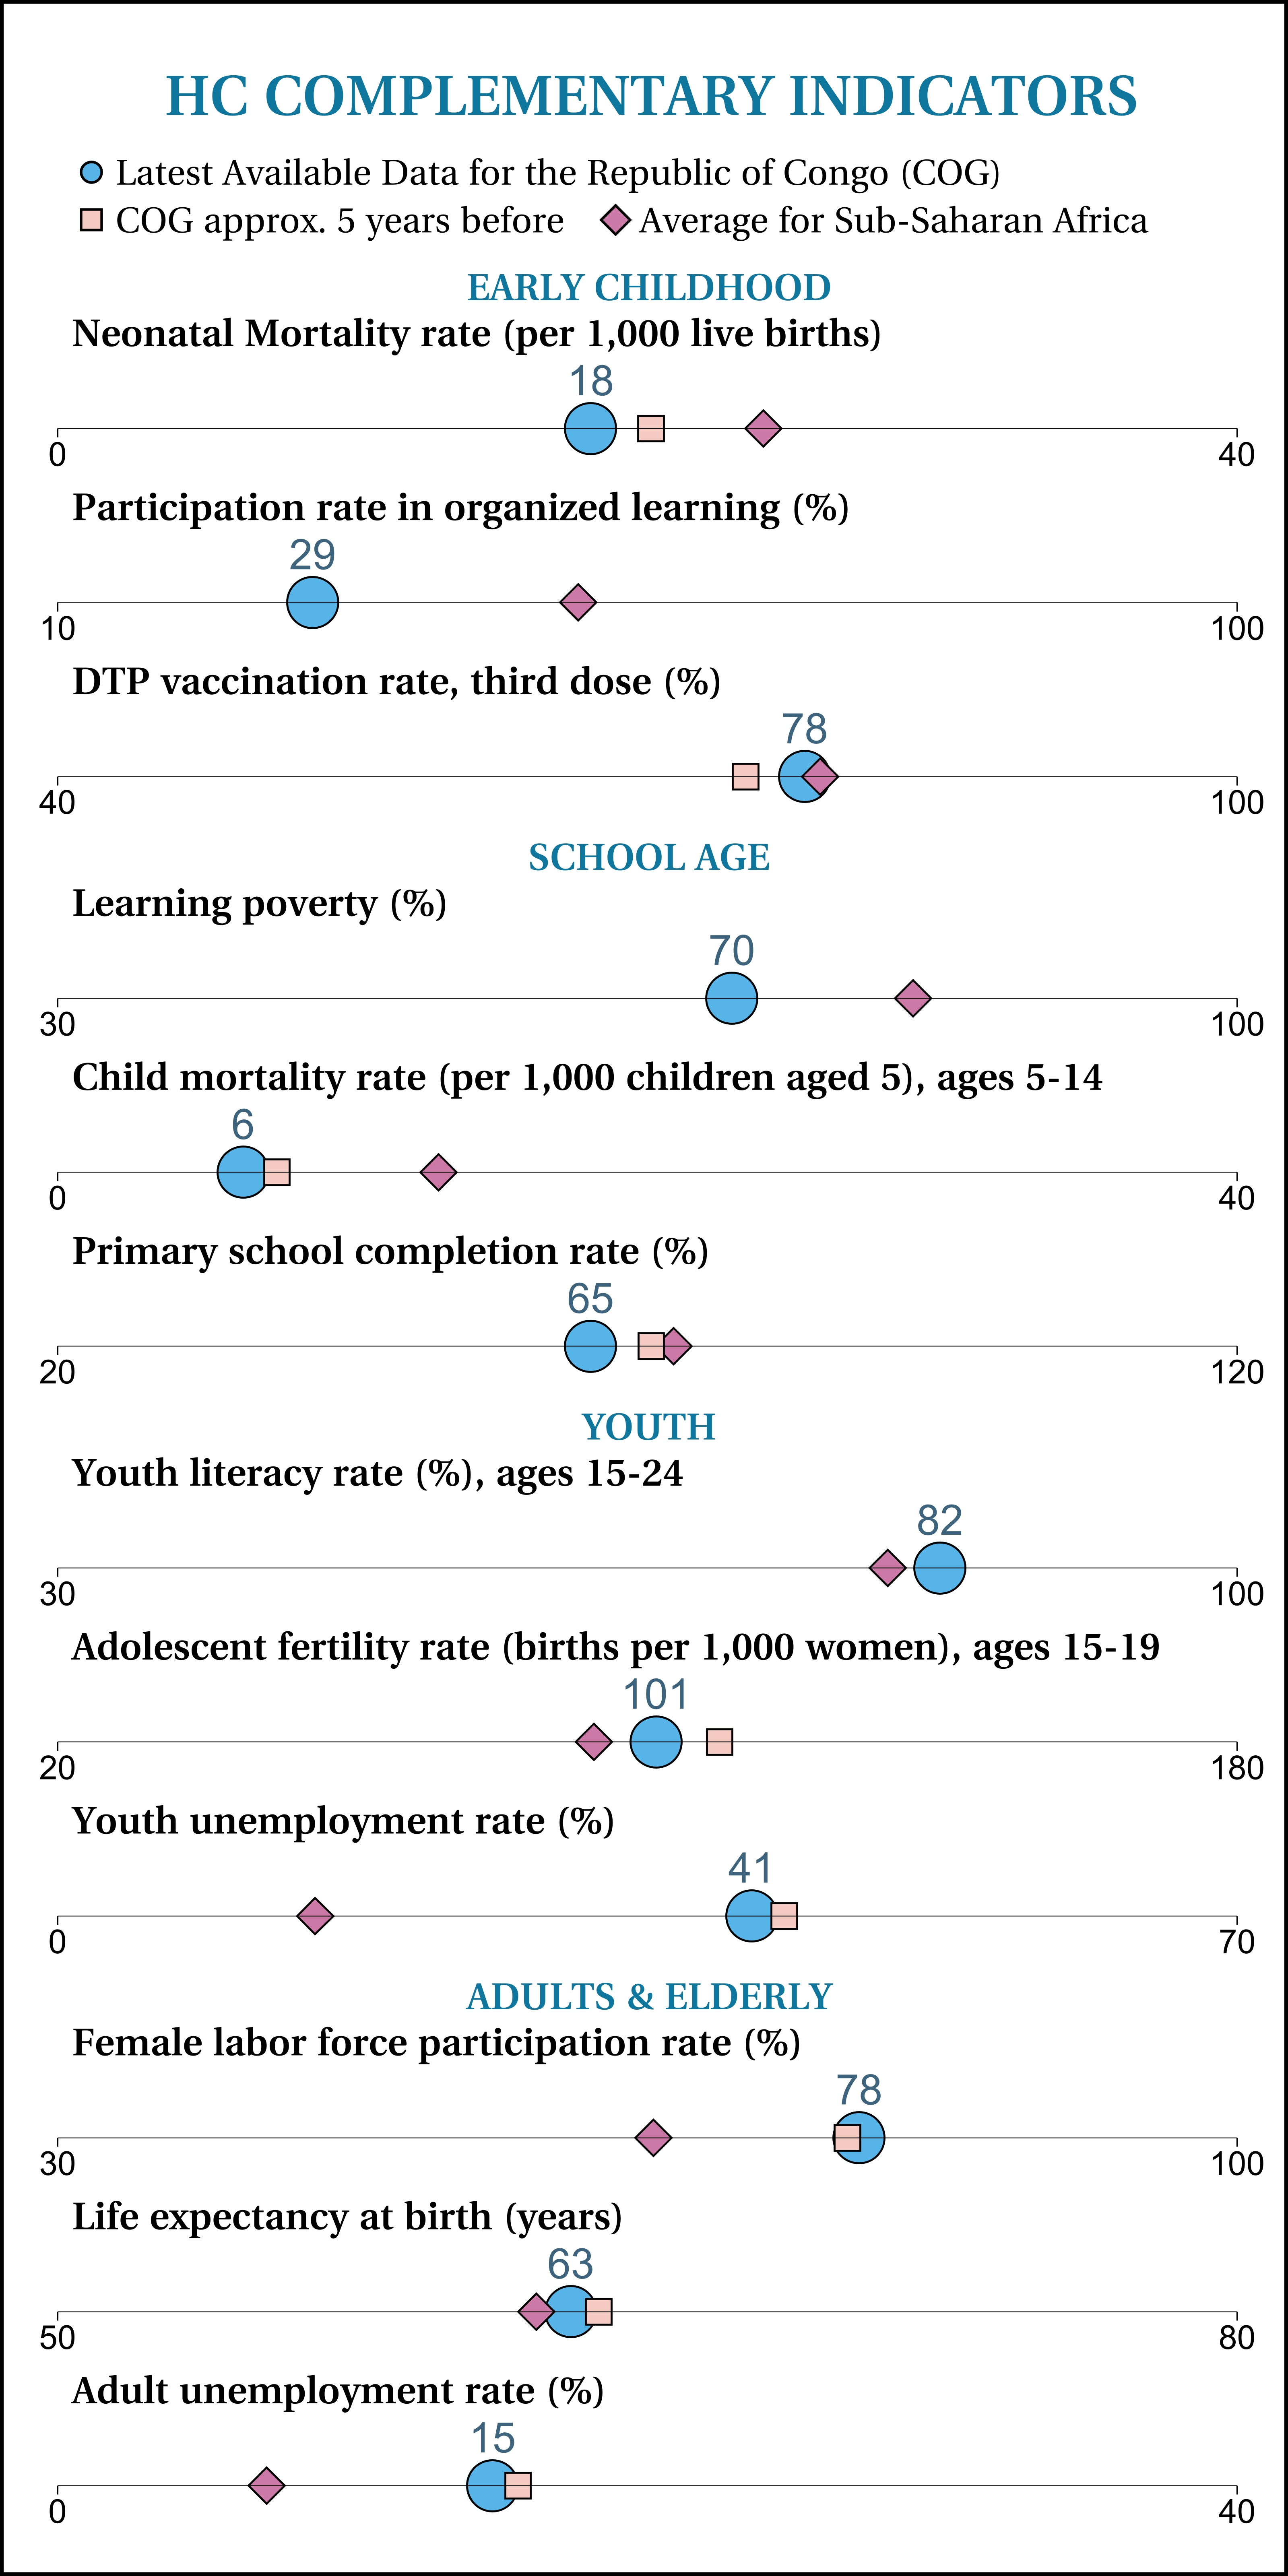 HC COMPLEMENTARY INDICATORS
Latest Available Data for the Republic of Congo (COG)
COG approx. 5 years before Average for Sub-Saharan Africa
EARLY CHILDHOOD
Neonatal Mortality rate (per 1,000 live births)
18
0 40
Participation rate in organized learning (%)
29
10 100
DTP vaccination rate, third dose (%)
78
40 100
SCHOOL AGE
Learning poverty (%)
70
30 100
Child mortality rate (per 1,000 children aged 5), ages 5-14
6
0 40
Primary school completion rate (%)
65
20 120
YOUTH
Youth literacy rate (%), ages 15-24
82
30 100
Adolescent fertility rate (births per 1,000 women), ages 15-19
101
20 180
Youth unemployment rate (%)
41
0 70
ADULTS & ELDERLY
Female labor force participation rate (%)
78
30 100
Life expectancy at birth (years)
63
50 80
Adult unemployment rate (%)
15
0 40